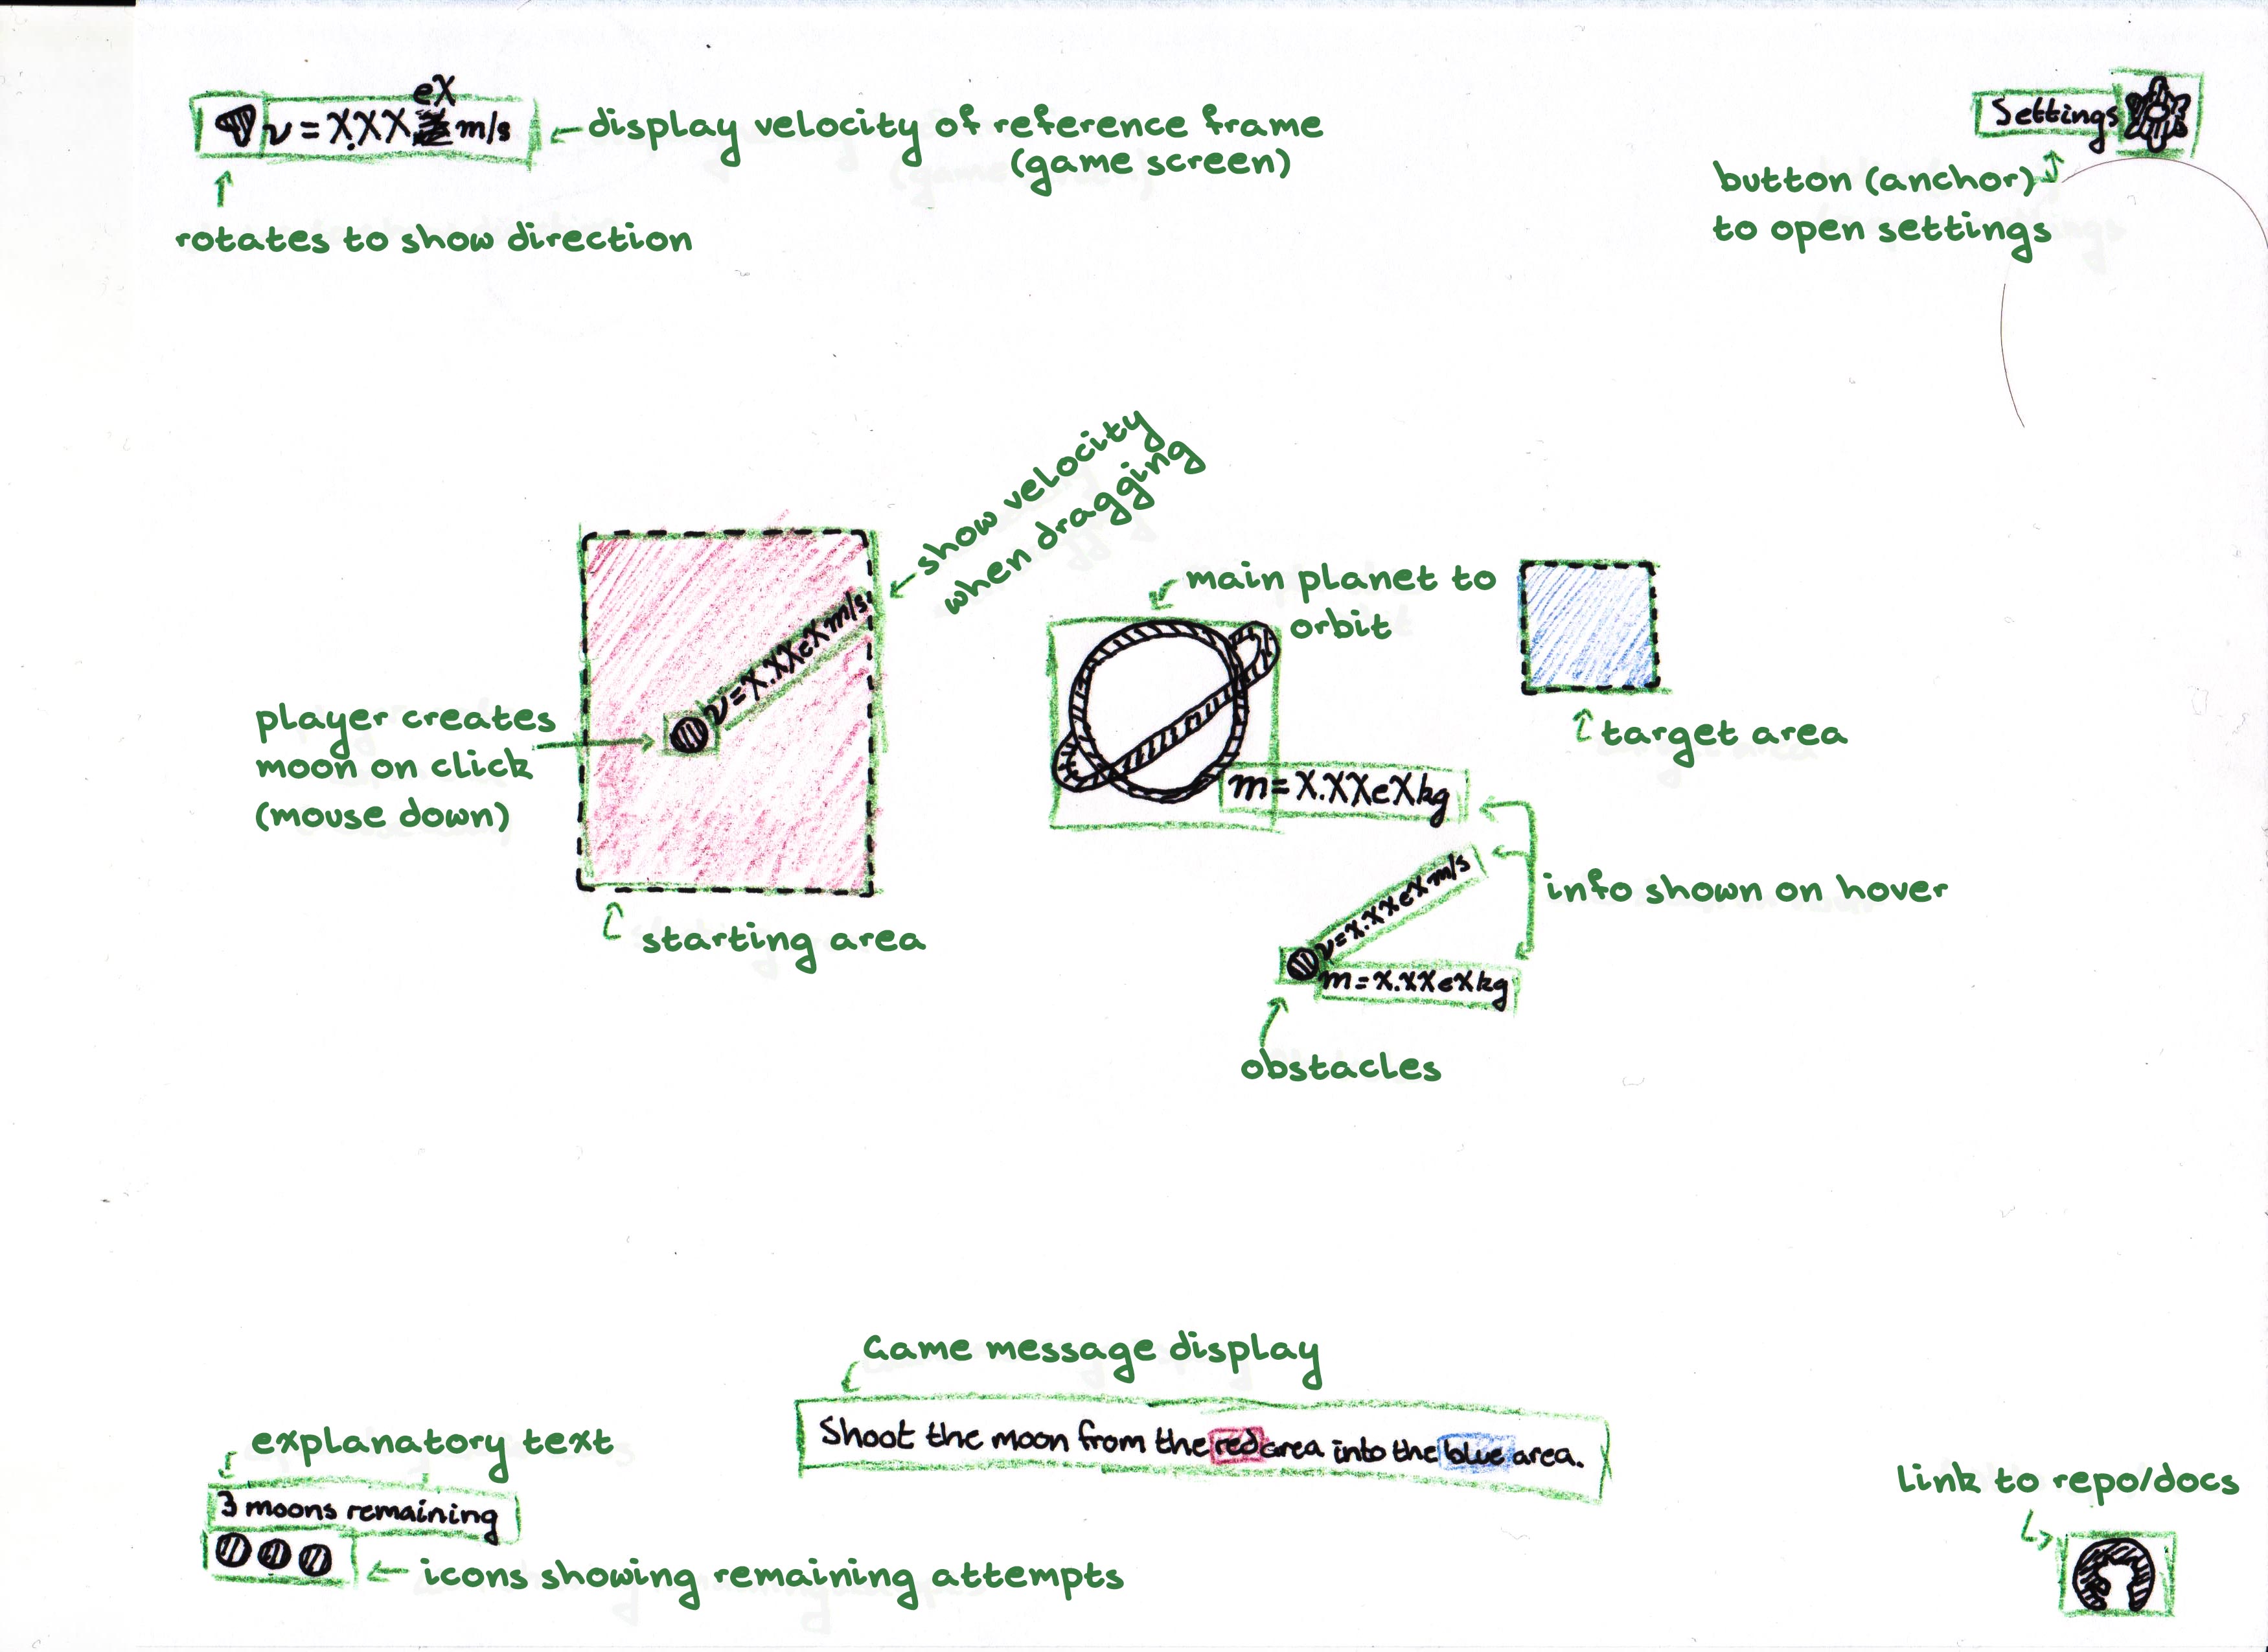 eX
v = X.XX m/s
display velocity of reference frame
(game screen)
rotates to show direction
Settings
button (anchor)
to open settings
show velocity
when dragging
v = X.XXeX m/s
player creates
moon on click
(mouse down)
starting area
main planet to
orbit
m = X.XXeX kg
target area
info shown on hover
v = X.XXeX m/s
m = X.XXeX kg
obstacles
Game message display
Shoot the moon from the red area into the blue area.
explanatory text
3 moons remaining
icons showing remaining attempts
Link to repo/docs